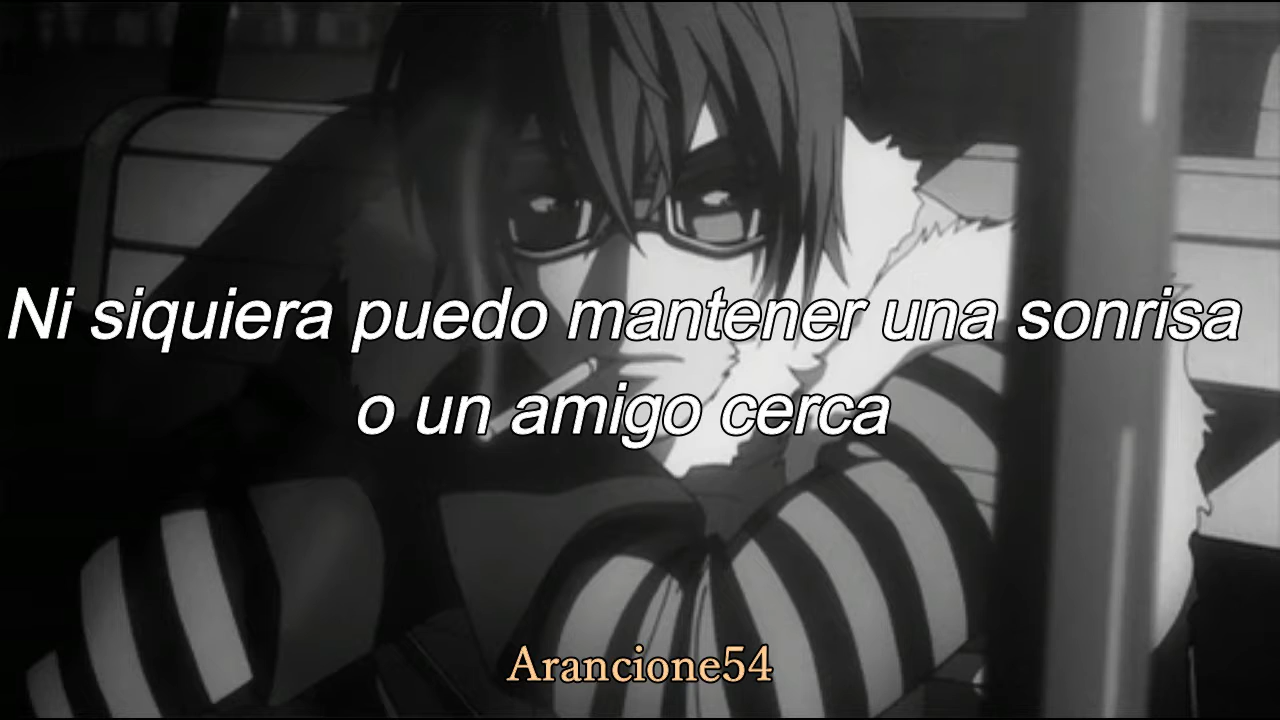 Ni siquiera puedo mantener una sonrisa
o un amigo cerca
Arancione54